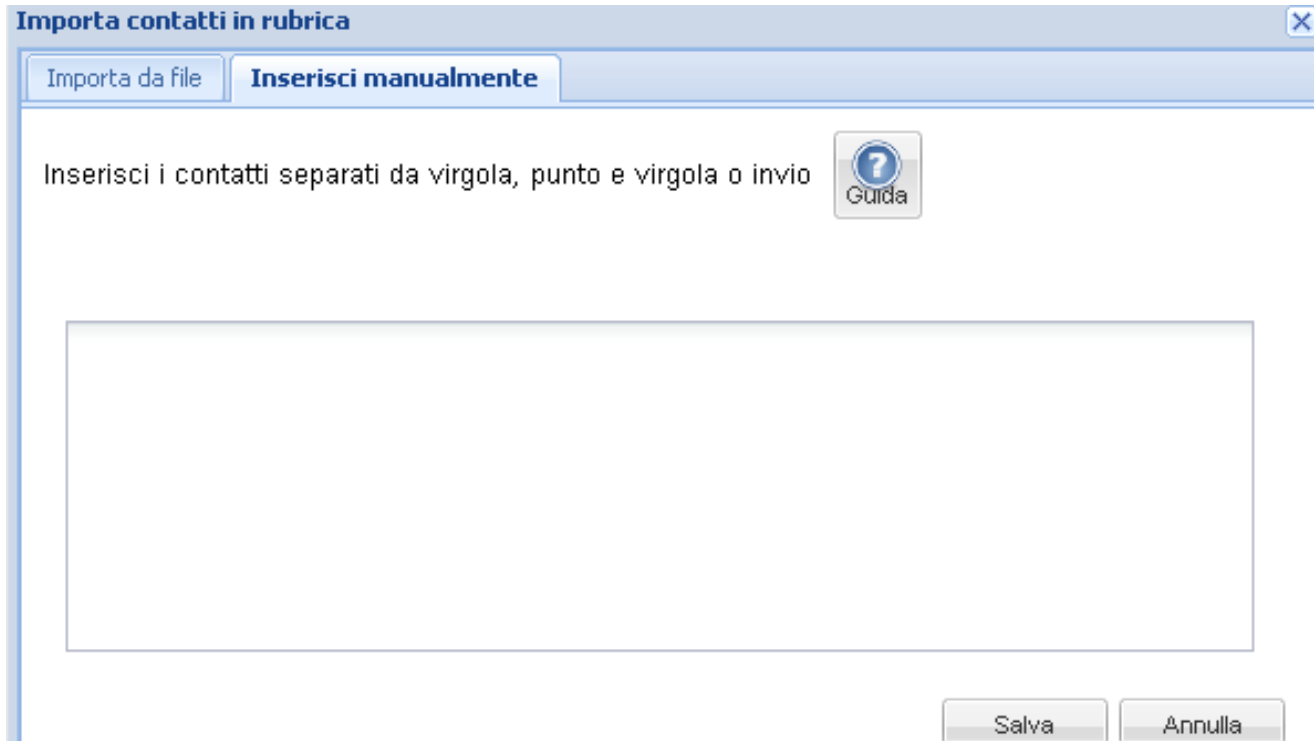 Importa contatti in rubrica
Importa da file
Inserisci manualmente
Inserisci i contatti separati da virgola, punto e virgola o invio
?
Guida
Salva
Annulla